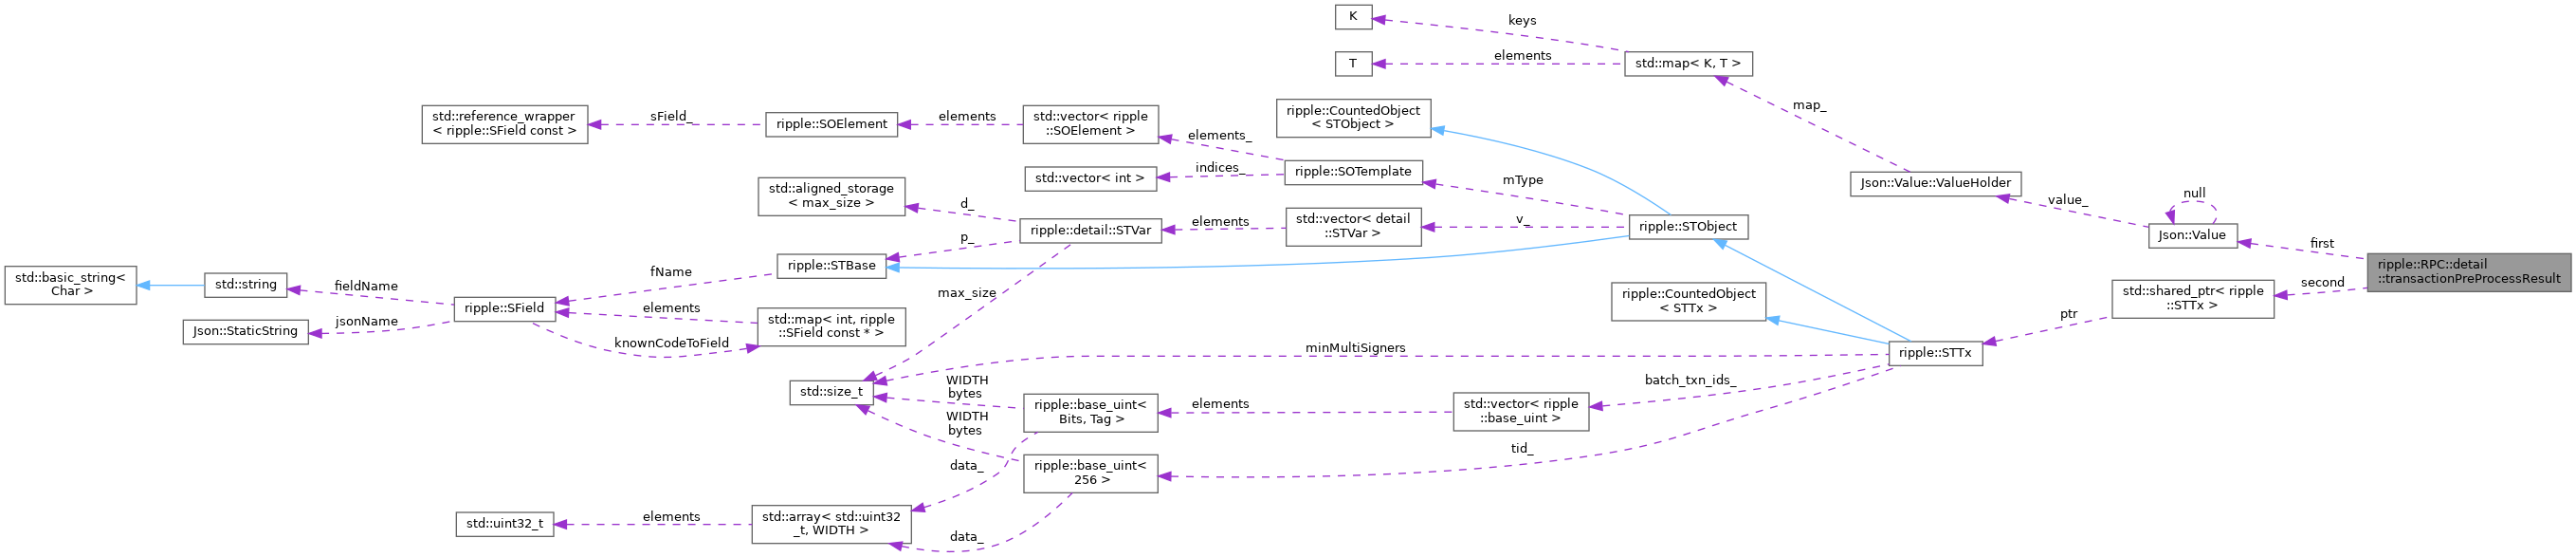 K
keys
T
elements
std::map< K, T >
map_
std::reference_wrapper
< ripple::SField const >
sField_
ripple::SOElement
elements
std::vector< ripple
::SOElement >
elements_
ripple::CountedObject
< STObject >
std::vector< int >
indices_
ripple::SOTemplate
mType
Json::Value::ValueHolder
value_
null
Json::Value
first
std::aligned_storage
< max_size >
d_
ripple::detail::STVar
elements
std::vector< detail
::STVar >
v_
ripple::STObject
p_
ripple::STBase
fName
max_size
ripple::RPC::detail
::transactionPreProcessResult
second
std::shared_ptr< ripple
::STTx >
ptr
std::basic_string<
Char >
std::string
fieldName
ripple::SField
elements
std::map< int, ripple
::SField const * >
Json::StaticString
jsonName
knownCodeToField
ripple::CountedObject
< STTx >
ripple::STTx
minMultiSigners
std::size_t
WIDTH
bytes
WIDTH
bytes
ripple::base_uint<
Bits, Tag >
elements
std::vector< ripple
::base_uint >
batch_txn_ids_
tid_
data_
ripple::base_uint<
256 >
std::uint32_t
elements
std::array< std::uint32
_t, WIDTH >
data_